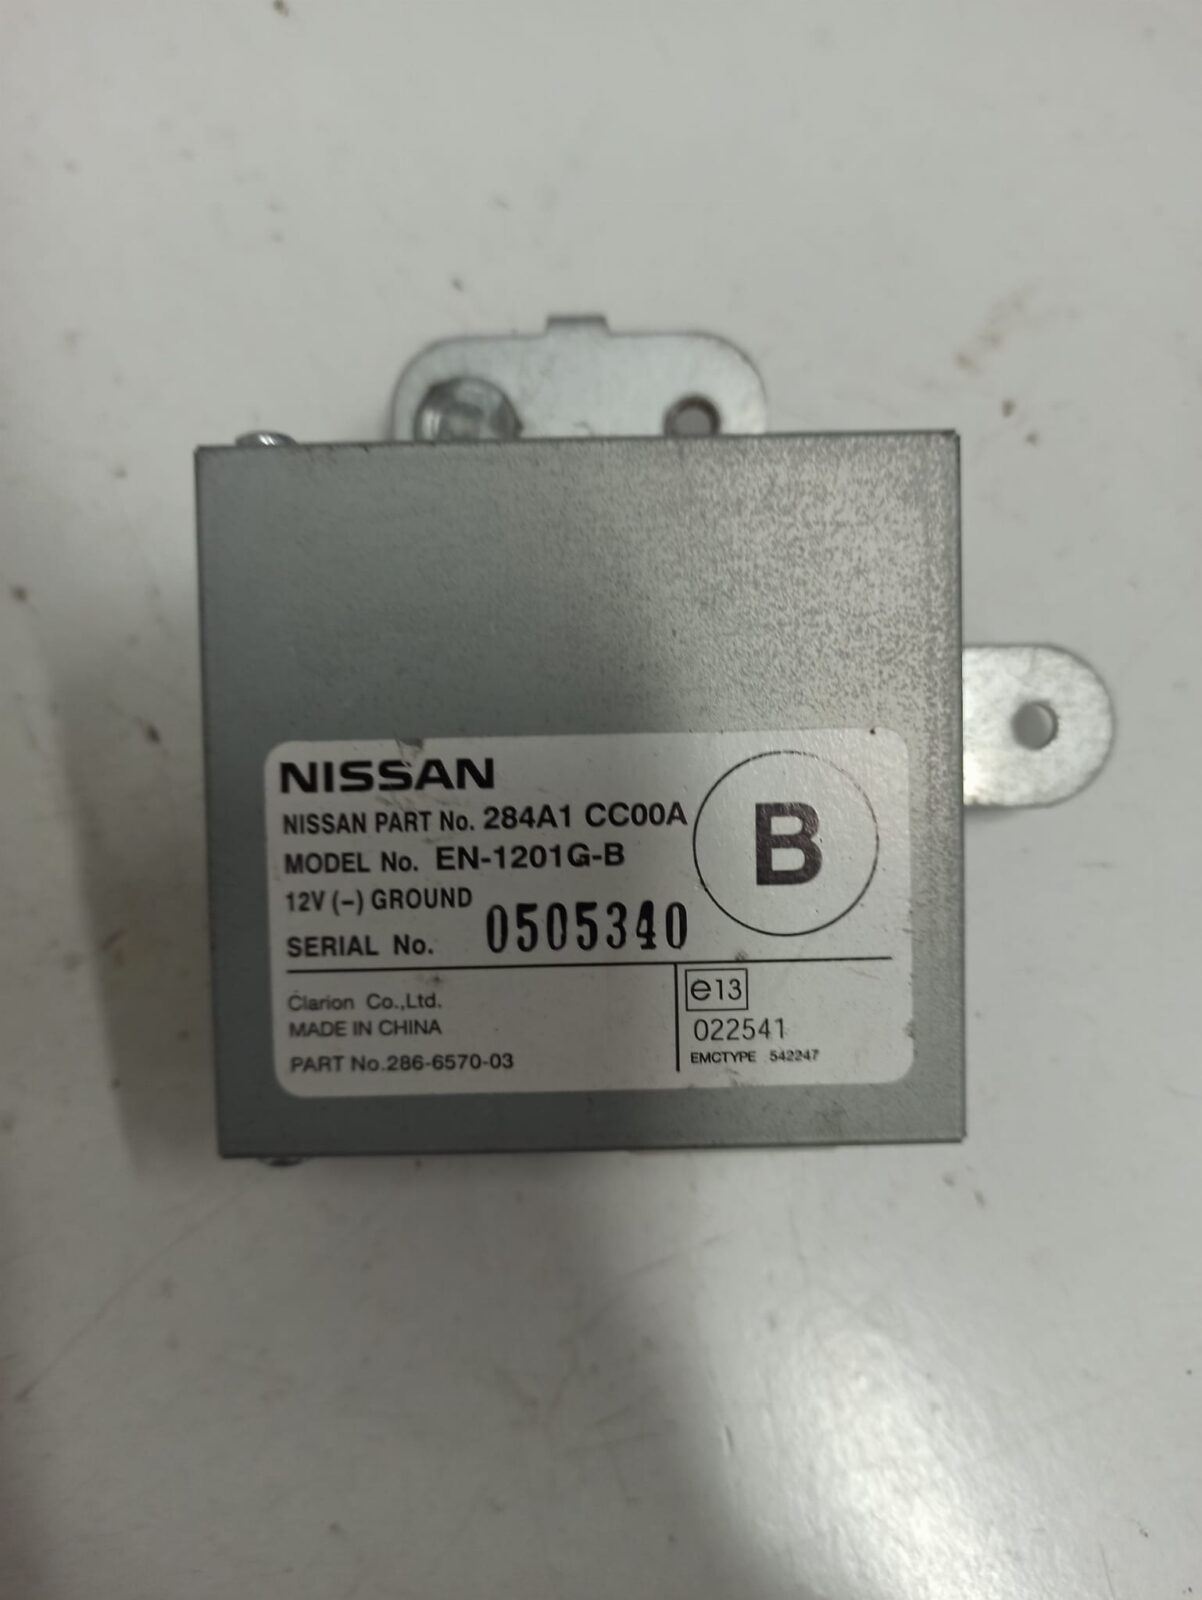 NISSAN
NISSAN PART No. 284A1 CC00A
MODEL No. EN-1201G-B
12V (-) GROUND
SERIAL No. 0505340
B
Clarion Co.,Ltd.
MADE IN CHINA
PART No.286-6570-03
e13
022541
EMCTYPE 542247